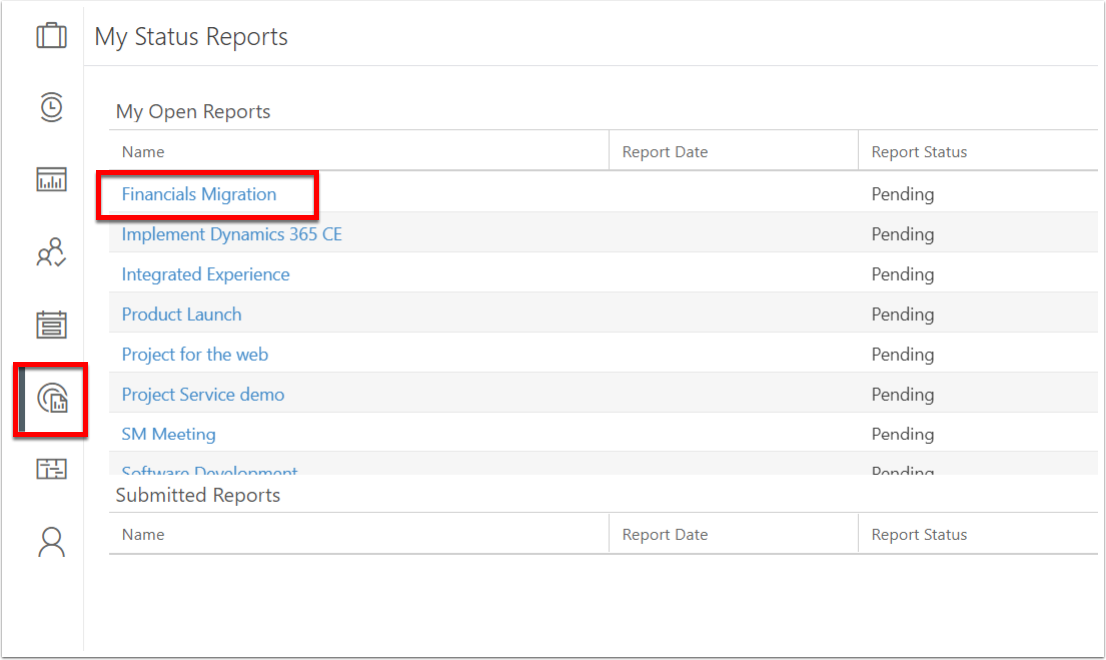 My Status Reports
My Open Reports
Name Report Date Report Status
Financials Migration Pending
Implement Dynamics 365 CE Pending
Integrated Experience Pending
Product Launch Pending
Project for the web Pending
Project Service demo Pending
SM Meeting Pending
Software Development Pending
Submitted Reports
Name Report Date Report Status